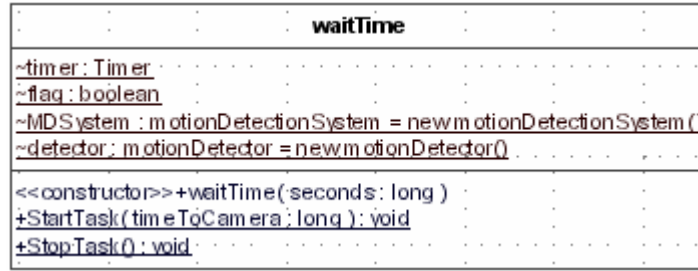 waitTime
~timer : Timer
~flag : boolean
~MDSystem : motionDetectionSystem = new motionDetectionSystem()
~detector : motionDetector = new motionDetector()
<<constructor>>+waitTime( seconds : long )
+StartTask( timeToCamera : long ) : void
+StopTask() : void